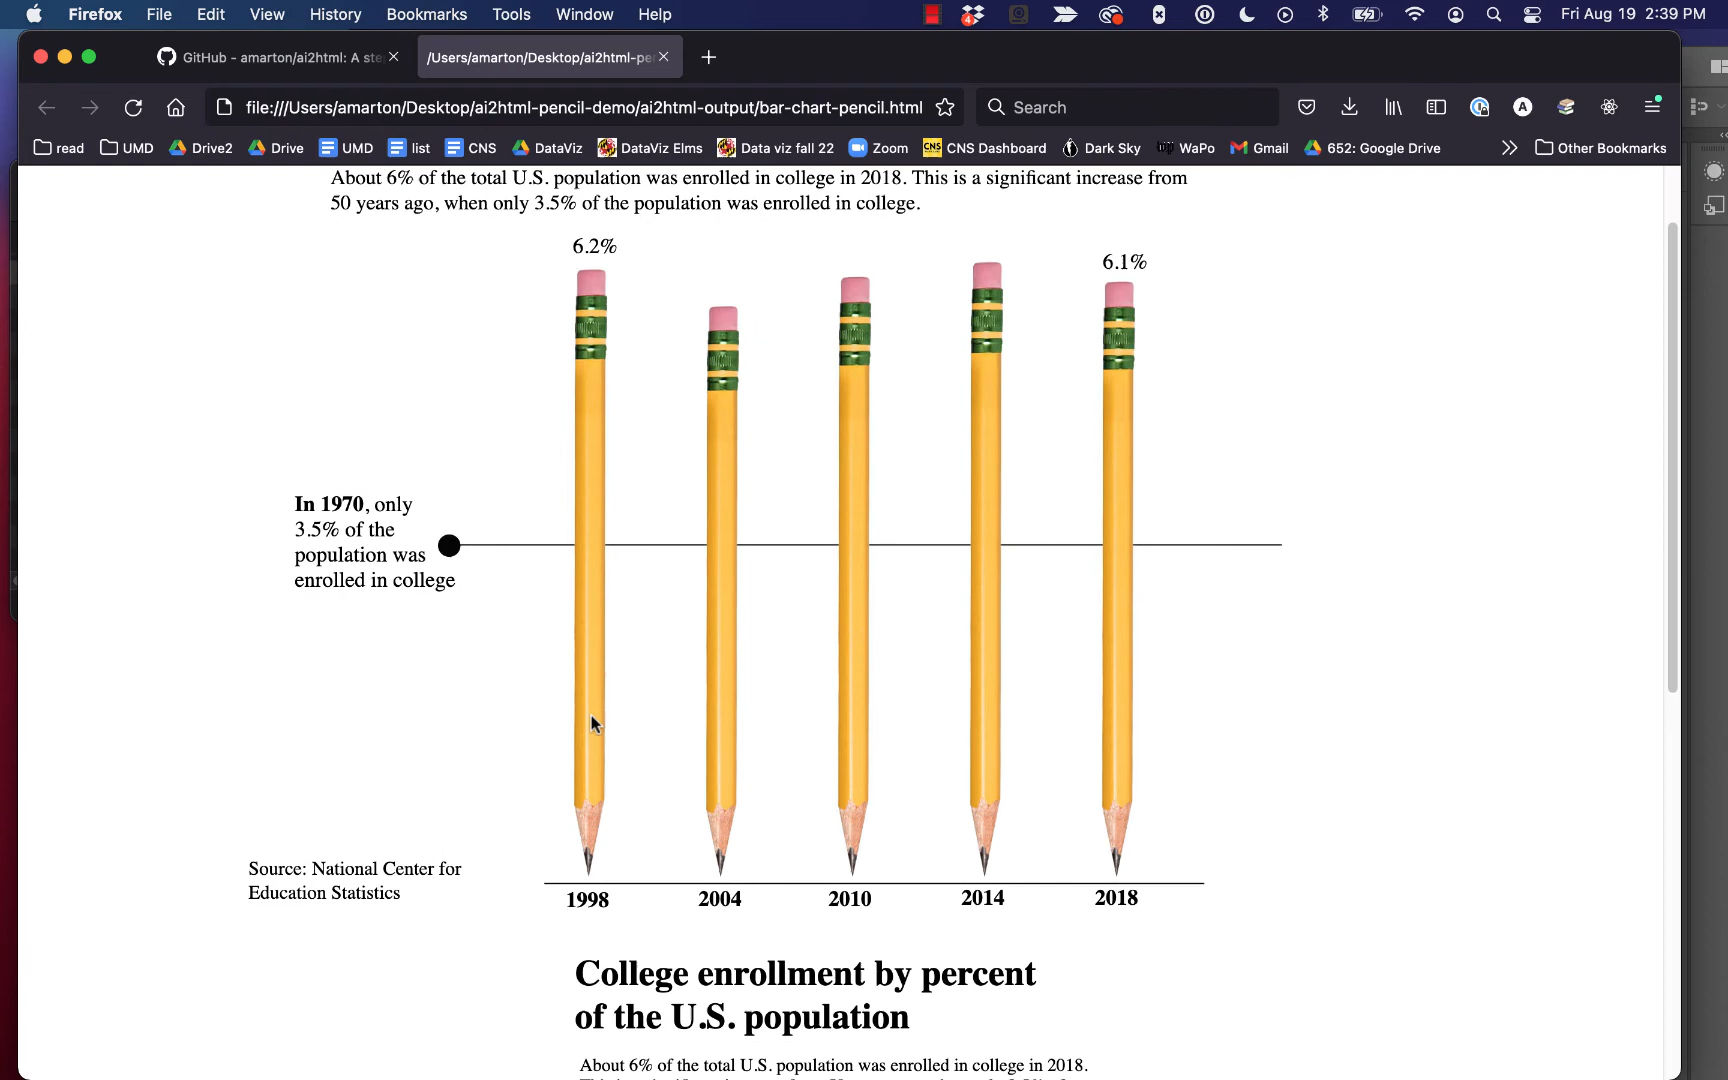 Firefox File Edit View History Bookmarks Tools Window Help Fri Aug 19 2:39 PM
GitHub - amarton/ai2html: A ste
/Users/amarton/Desktop/ai2html-pe
file:///Users/amarton/Desktop/ai2html-pencil-demo/ai2html-output/bar-chart-pencil.html
Search
read UMD Drive2 Drive UMD list CNS DataViz DataViz Elms Data viz fall 22 Zoom CNS Dashboard Dark Sky WaPo Gmail 652: Google Drive Other Bookmarks
About 6% of the total U.S. population was enrolled in college in 2018. This is a significant increase from
50 years ago, when only 3.5% of the population was enrolled in college.
6.2%
6.1%
In 1970, only
3.5% of the
population was
enrolled in college
Source: National Center for
Education Statistics
1998 2004 2010 2014 2018
College enrollment by percent
of the U.S. population
About 6% of the total U.S. population was enrolled in college in 2018.